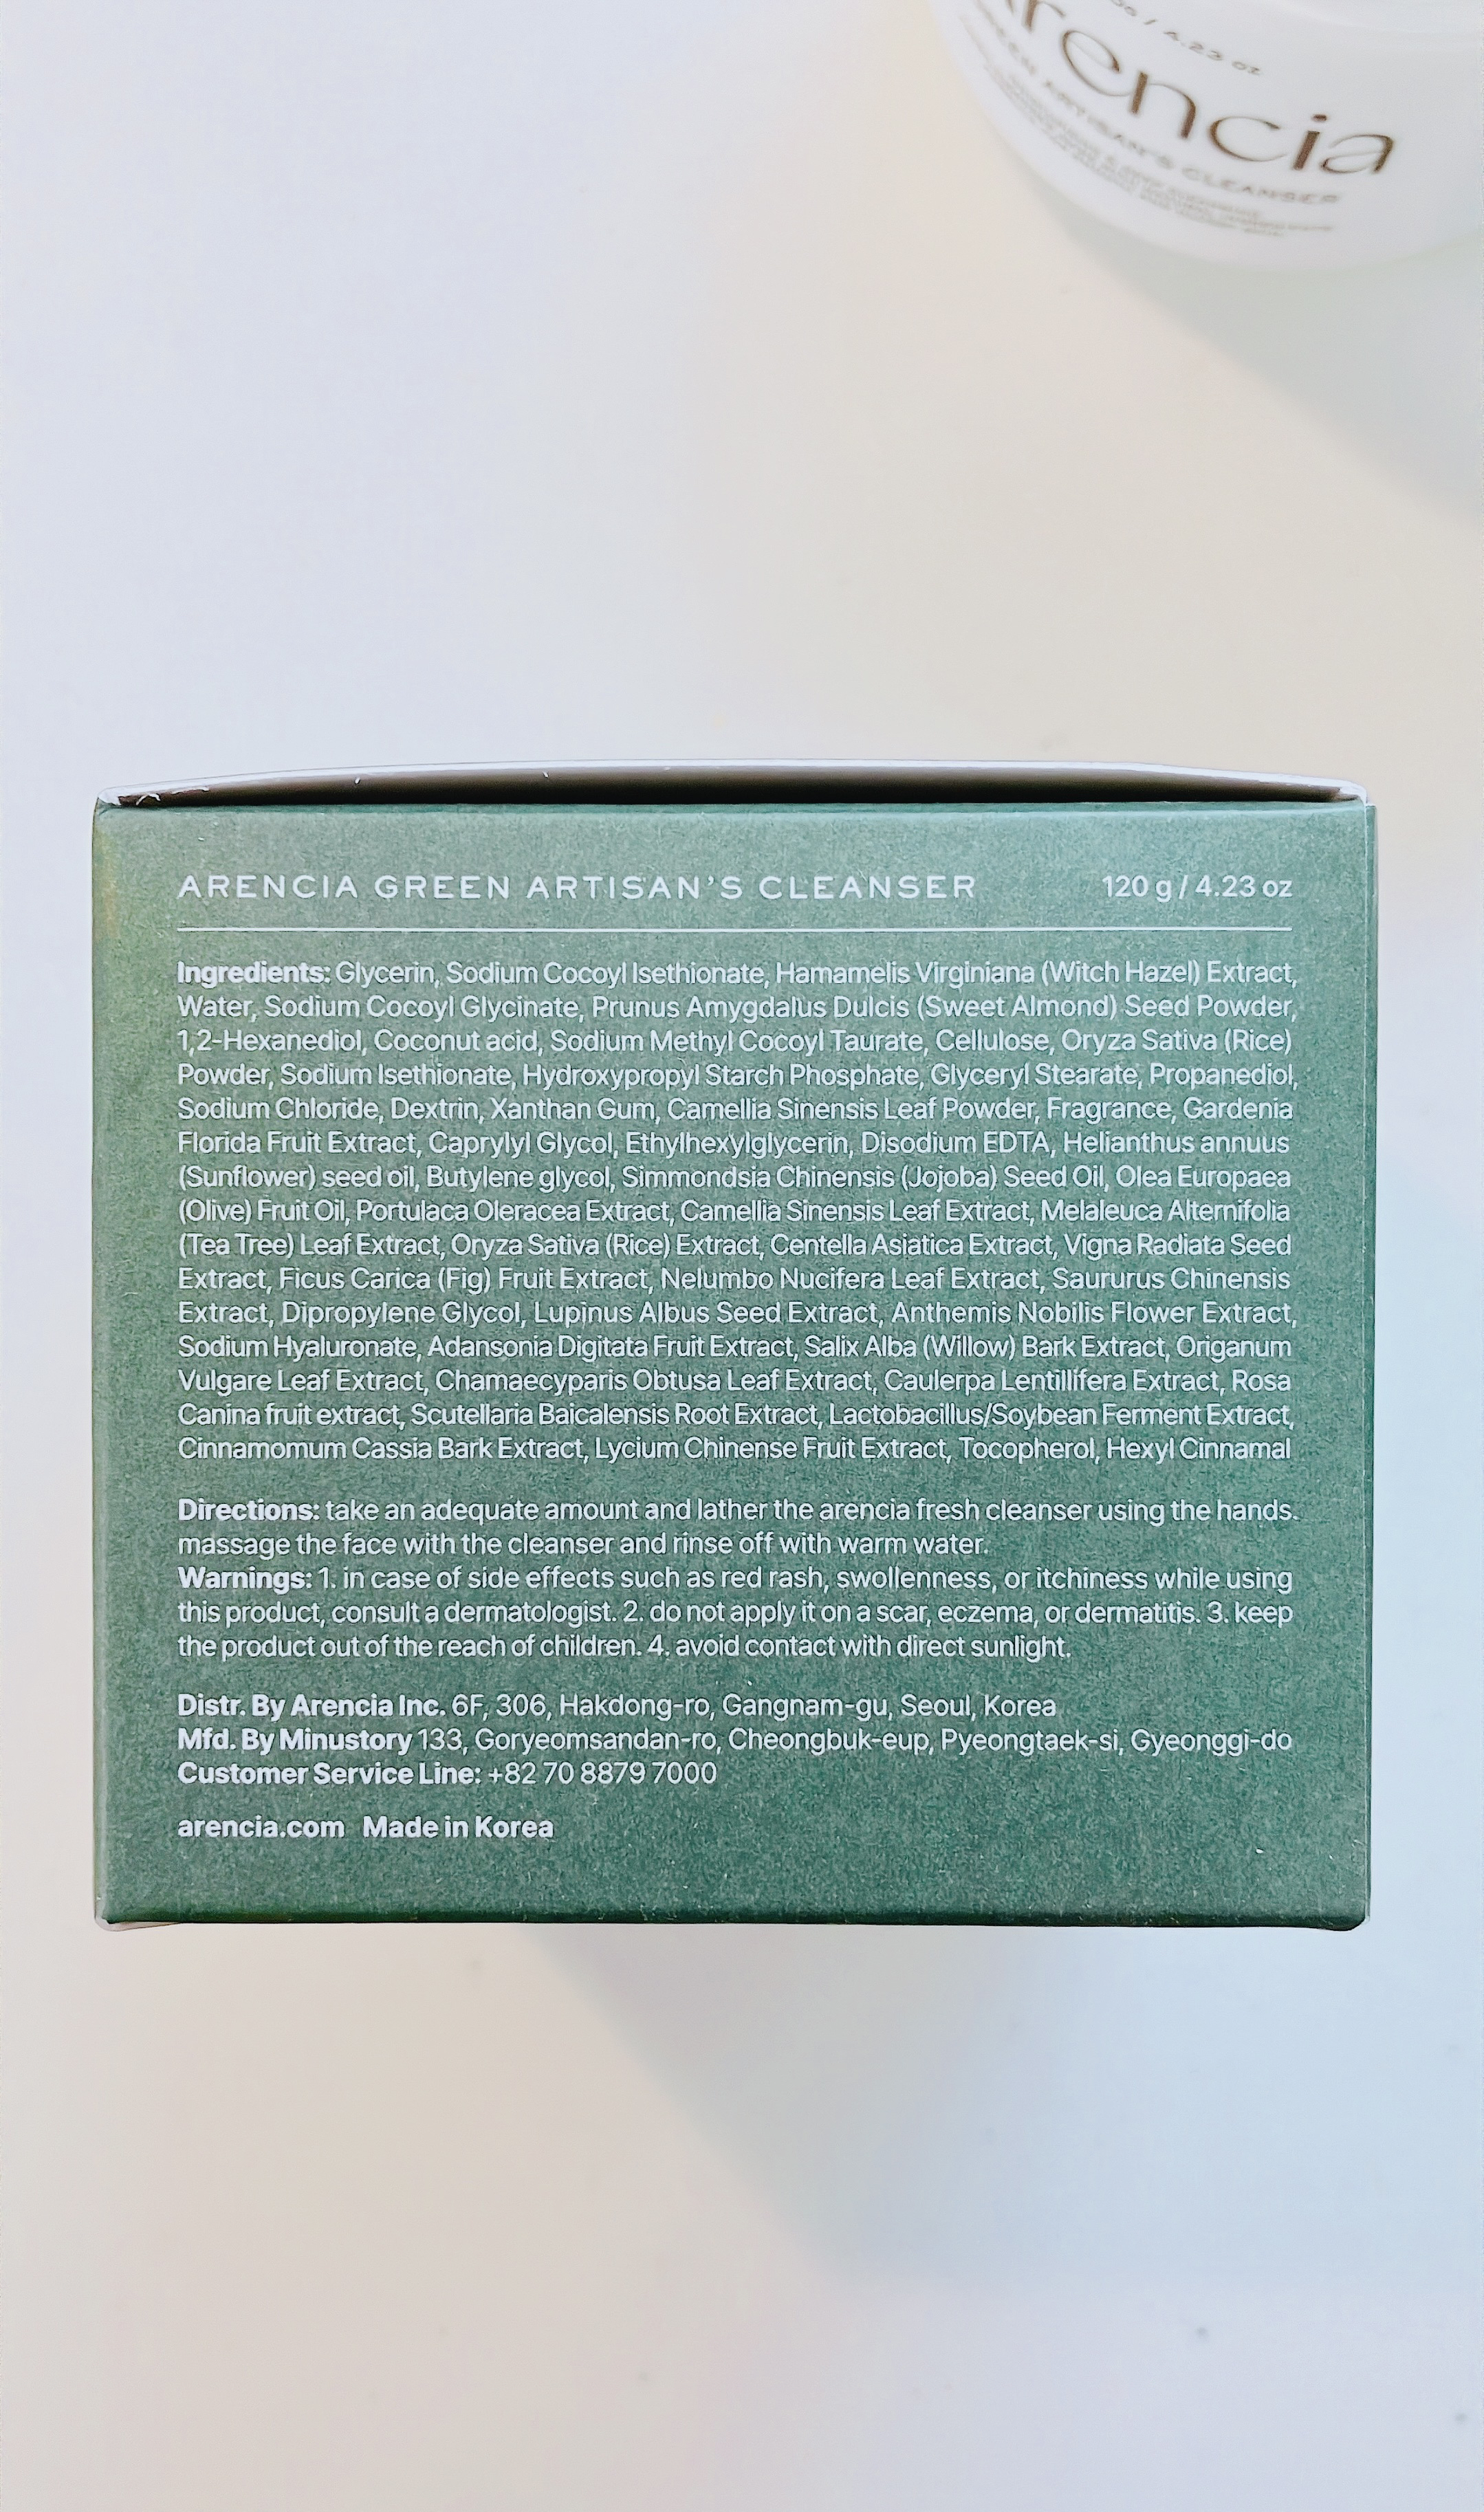 4.23 oz
encia
ARTISAN'S CLEANSER
ARENCIA GREEN ARTISAN'S CLEANSER 120 g / 4.23 oz
Ingredients: Glycerin, Sodium Cocoyl Isethionate, Hamamelis Virginiana (Witch Hazel) Extract,
Water, Sodium Cocoyl Glycinate, Prunus Amygdalus Dulcis (Sweet Almond) Seed Powder,
1,2-Hexanediol, Coconut acid, Sodium Methyl Cocoyl Taurate, Cellulose, Oryza Sativa (Rice)
Powder, Sodium Isethionate, Hydroxypropyl Starch Phosphate, Glyceryl Stearate, Propanediol,
Sodium Chloride, Dextrin, Xanthan Gum, Camellia Sinensis Leaf Powder, Fragrance, Gardenia
Florida Fruit Extract, Caprylyl Glycol, Ethylhexylglycerin, Disodium EDTA, Helianthus annuus
(Sunflower) seed oil, Butylene glycol, Simmondsia Chinensis (Jojoba) Seed Oil, Olea Europaea
(Olive) Fruit Oil, Portulaca Oleracea Extract, Camellia Sinensis Leaf Extract, Melaleuca Alternifolia
(Tea Tree) Leaf Extract, Oryza Sativa (Rice) Extract, Centella Asiatica Extract, Vigna Radiata Seed
Extract, Ficus Carica (Fig) Fruit Extract, Nelumbo Nucifera Leaf Extract, Saururus Chinensis
Extract, Dipropylene Glycol, Lupinus Albus Seed Extract, Anthemis Nobilis Flower Extract,
Sodium Hyaluronate, Adansonia Digitata Fruit Extract, Salix Alba (Willow) Bark Extract, Origanum
Vulgare Leaf Extract, Chamaecyparis Obtusa Leaf Extract, Caulerpa Lentillifera Extract, Rosa
Canina fruit extract, Scutellaria Baicalensis Root Extract, Lactobacillus/Soybean Ferment Extract,
Cinnamomum Cassia Bark Extract, Lycium Chinense Fruit Extract, Tocopherol, Hexyl Cinnamal
Directions: take an adequate amount and lather the arencia fresh cleanser using the hands.
massage the face with the cleanser and rinse off with warm water.
Warnings: 1. in case of side effects such as red rash, swollenness, or itchiness while using
this product, consult a dermatologist. 2. do not apply it on a scar, eczema, or dermatitis. 3. keep
the product out of the reach of children. 4. avoid contact with direct sunlight.
Distr. By Arencia Inc. 6F, 306, Hakdong-ro, Gangnam-gu, Seoul, Korea
Mfd. By Minustory 133, Goryeomsandan-ro, Cheongbuk-eup, Pyeongtaek-si, Gyeonggi-do
Customer Service Line: +82 70 8879 7000
arencia.com Made in Korea